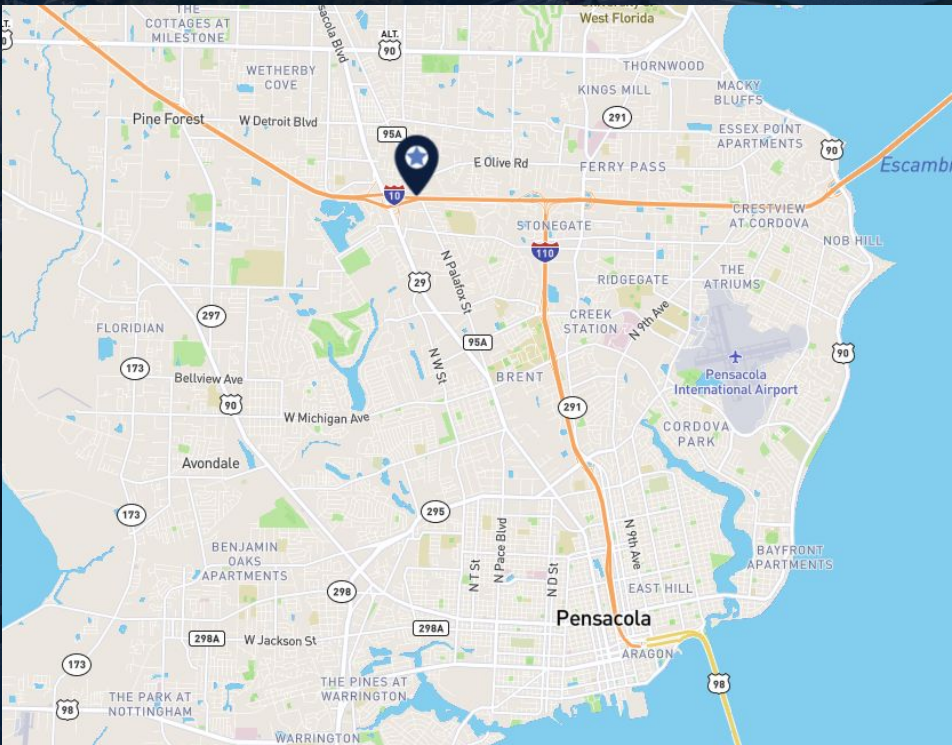 THE
COTTAGES AT
MILESTONE
West Florida
ALT.
90
WETHERBY
COVE
THORNWOOD
KINGS MILL
MACKY
BLUFFS
Pine Forest
W Detroit Blvd
95A
291
ESSEX POINT
APARTMENTS
90
E Olive Rd
FERRY PASS
10
CRESTVIEW
AT CORDOVA
STONEGATE
NOB HILL
110
N Palafox St
29
RIDGEGATE
THE
ATRIUMS
297
CREEK
STATION
N 9th Ave
FLORIDIAN
95A
N W St
90
173
Pensacola
International Airport
Bellview Ave
BRENT
90
291
W Michigan Ave
CORDOVA
PARK
Avondale
173
295
N T St
N Pace Blvd
N D St
N 9th Ave
BENJAMIN
OAKS
APARTMENTS
BAYFRONT
APARTMENTS
298
EAST HILL
Pensacola
298A
W Jackson St
298A
ARAGON
173
THE PINES AT
WARRINGTON
98
THE PARK AT
NOTTINGHAM
98
WARRINGTON